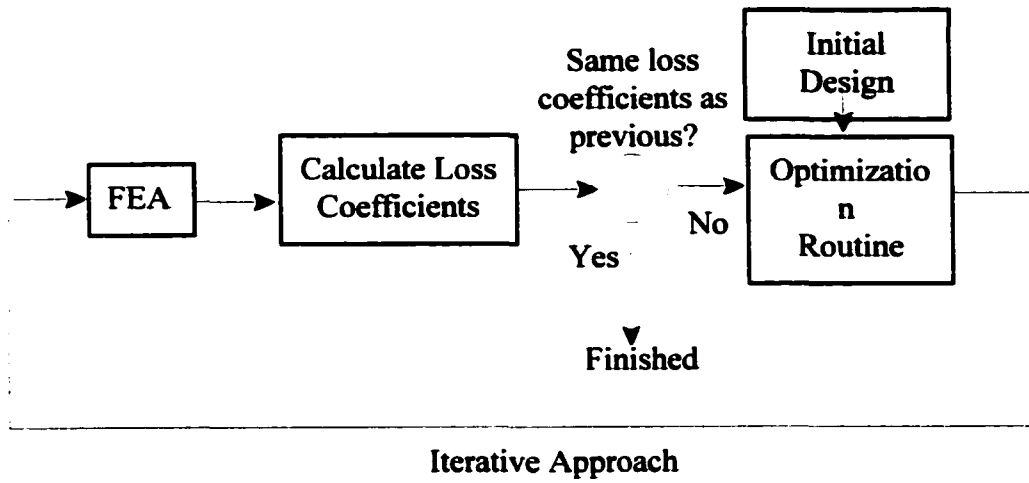 Initial
Design
Same loss
coefficients as
previous?
FEA
Calculate Loss
Coefficients
Optimizatio
n
Routine
No
Yes
Finished
Iterative Approach